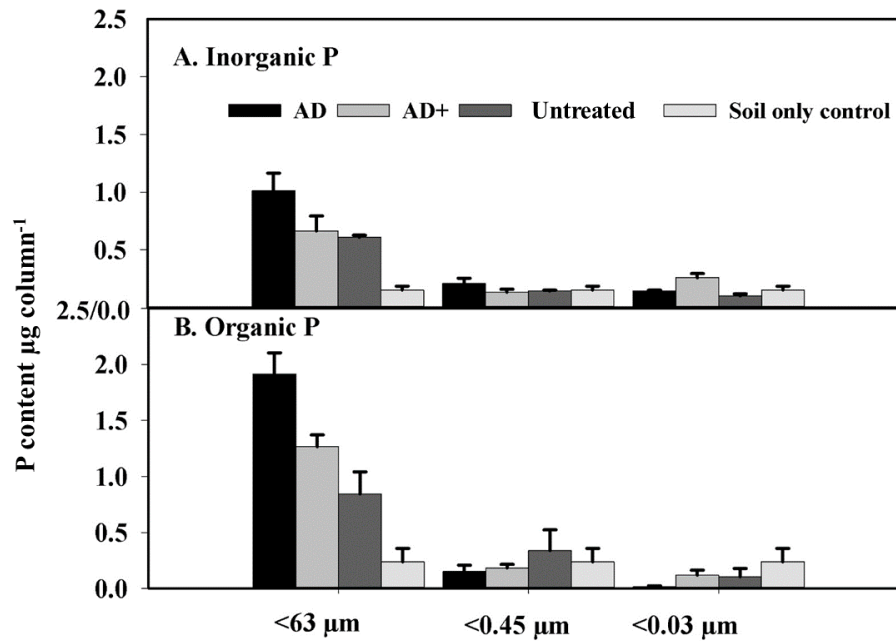 2.5
A. Inorganic P
2.0
1.5
AD AD+ Untreated Soil only control
1.0
0.5
2.5/0.0
B. Organic P
2.0
1.5
1.0
0.5
0.0
P content µg column⁻¹
<63 µm <0.45 µm <0.03 µm